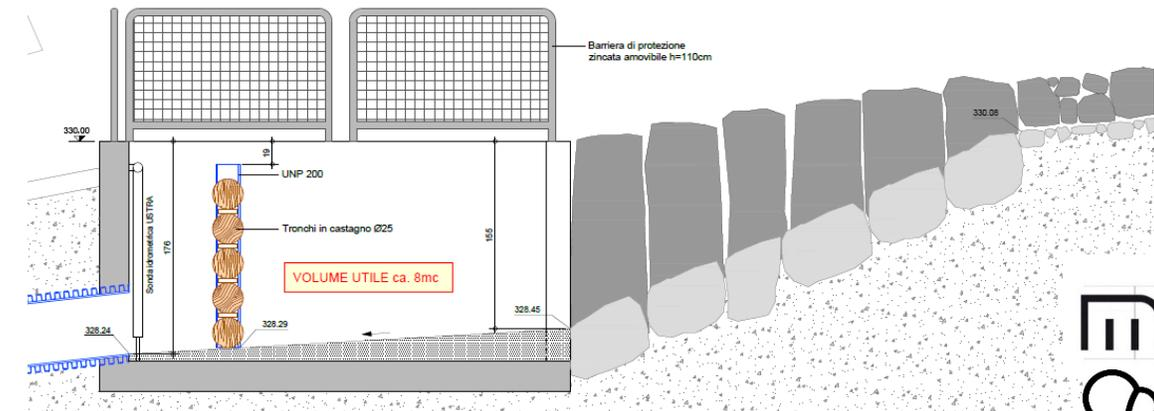 Barriera di protezione
zincata amovibile h=110cm
330.00
330.08
19
UNP 200
Sonda idrometrica USTRA
176
Tronchi in castagno Ø25
155
VOLUME UTILE ca. 8mc
328.45
328.24
328.29